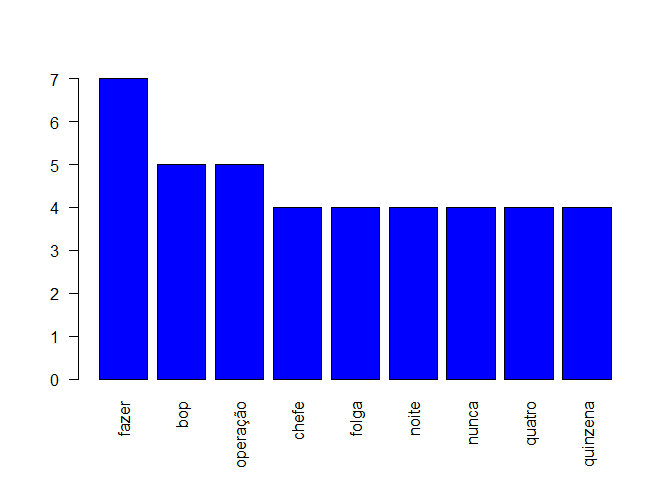 7
6
5
4
3
2
1
0
fazer
bop
operação
chefe
folga
noite
nunca
quatro
quinzena